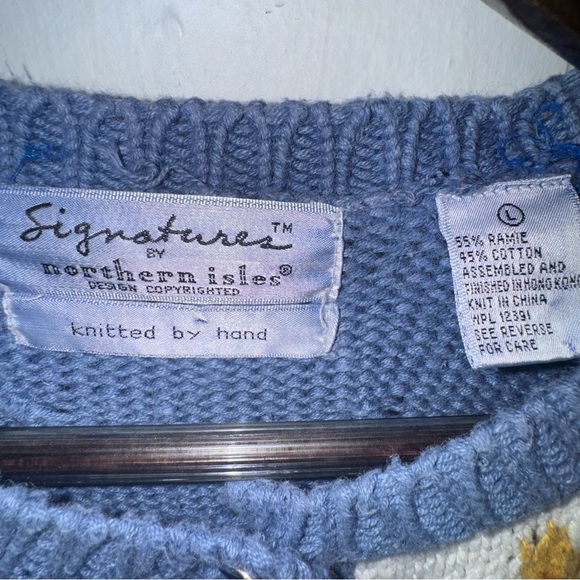 Signatures™
BY
northern isles®
DESIGN COPYRIGHTED
knitted by hand
L
55% RAMIE
45% COTTON
ASSEMBLED AND
FINISHED IN HONG KONG
KNIT IN CHINA
HPL 12391
SEE REVERSE
FOR CARE